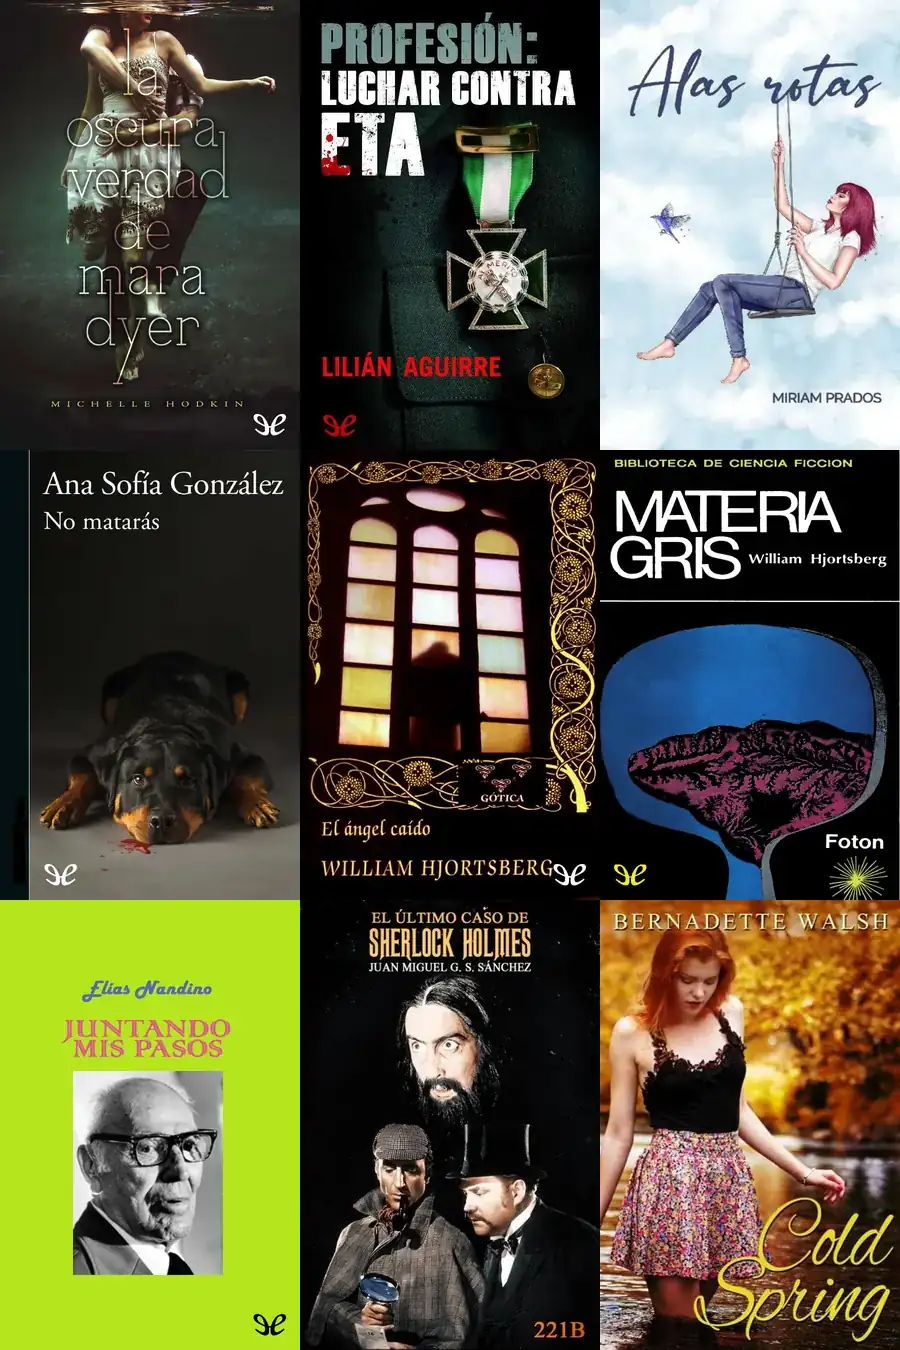 la
oscura
verdad
de
mara
dyer
MICHELLE HODKIN
PROFESIÓN:
LUCHAR CONTRA
ETA
AL MERITO
LILIÁN AGUIRRE
Alas rotas
MIRIAM PRADOS
Ana Sofía González
No matarás
GÓTICA
El ángel caído
WILLIAM HJORTSBERG
BIBLIOTECA DE CIENCIA FICCION
MATERIA
GRIS William Hjortsberg
Foton
Elías Nandino
JUNTANDO
MIS PASOS
EL ÚLTIMO CASO DE
SHERLOCK HOLMES
JUAN MIGUEL G. S. SÁNCHEZ
221B
BERNADETTE WALSH
Cold
Spring